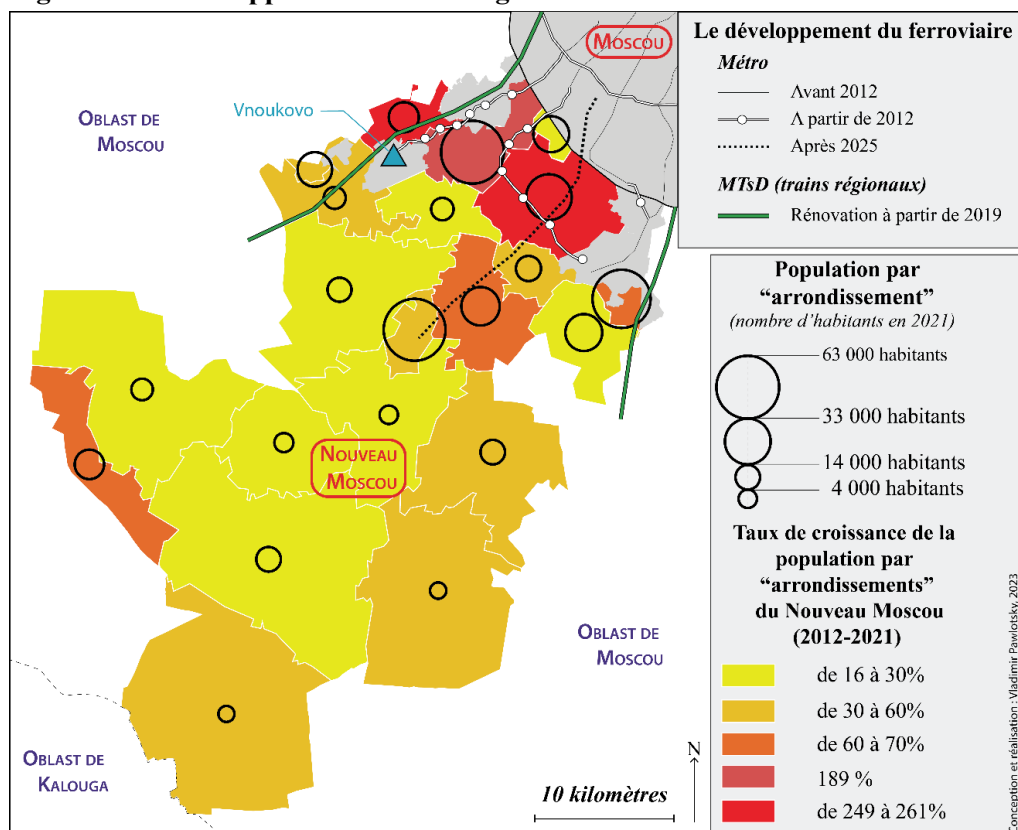 MOSCOU
Vnoukovo
OBLAST DE
MOSCOU
NOUVEAU
MOSCOU
OBLAST DE
MOSCOU
OBLAST DE
KALOUGA
N
10 kilomètres
Le développement du ferroviaire
Métro
Avant 2012
A partir de 2012
Après 2025
MTsD (trains régionaux)
Rénovation à partir de 2019
Population par
“arrondissement”
(nombre d’habitants en 2021)
63 000 habitants
33 000 habitants
14 000 habitants
4 000 habitants
Taux de croissance de la
population par
“arrondissements”
du Nouveau Moscou
(2012-2021)
de 16 à 30%
de 30 à 60%
de 60 à 70%
189 %
de 249 à 261%
Conception et réalisation : Vladimir Pawlotsky, 2023